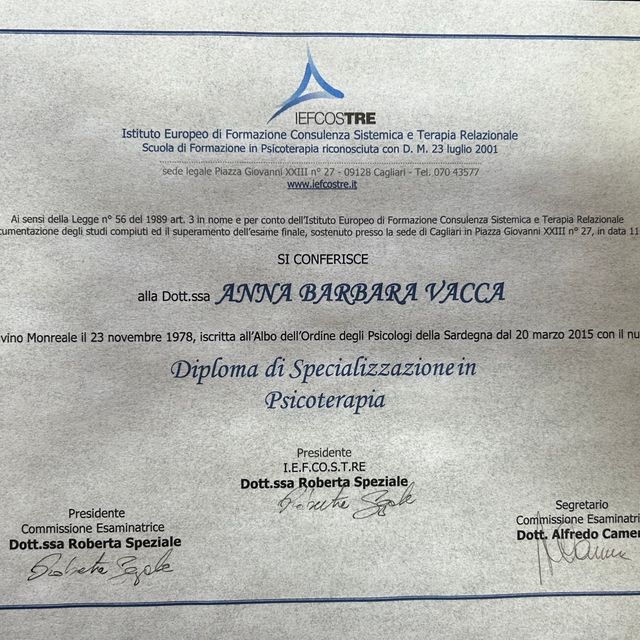 IEFCOSTRE
Istituto Europeo di Formazione Consulenza Sistemica e Terapia Relazionale
Scuola di Formazione in Psicoterapia riconosciuta con D. M. 23 luglio 2001
sede legale Piazza Giovanni XXIII n° 27 - 09128 Cagliari - Tel. 070 43577
www.iefcostre.it
Ai sensi della Legge n° 56 del 1989 art. 3 in nome e per conto dell'Istituto Europeo di Formazione Consulenza Sistemica e Terapia Relazionale
cumentazione degli studi compiuti ed il superamento dell'esame finale, sostenuto presso la sede di Cagliari in Piazza Giovanni XXIII n° 27, in data 11
SI CONFERISCE
alla Dott.ssa ANNA BARBARA VACCA
vino Monreale il 23 novembre 1978, iscritta all'Albo dell'Ordine degli Psicologi della Sardegna dal 20 marzo 2015 con il nu
Diploma di Specializzazione in
Psicoterapia
Presidente
I.E.F.CO.S.T.RE
Dott.ssa Roberta Speziale
Roberta Speziale
Presidente
Commissione Esaminatrice
Dott.ssa Roberta Speziale
Roberta Speziale
Segretario
Commissione Esaminatri
Dott. Alfredo Camer